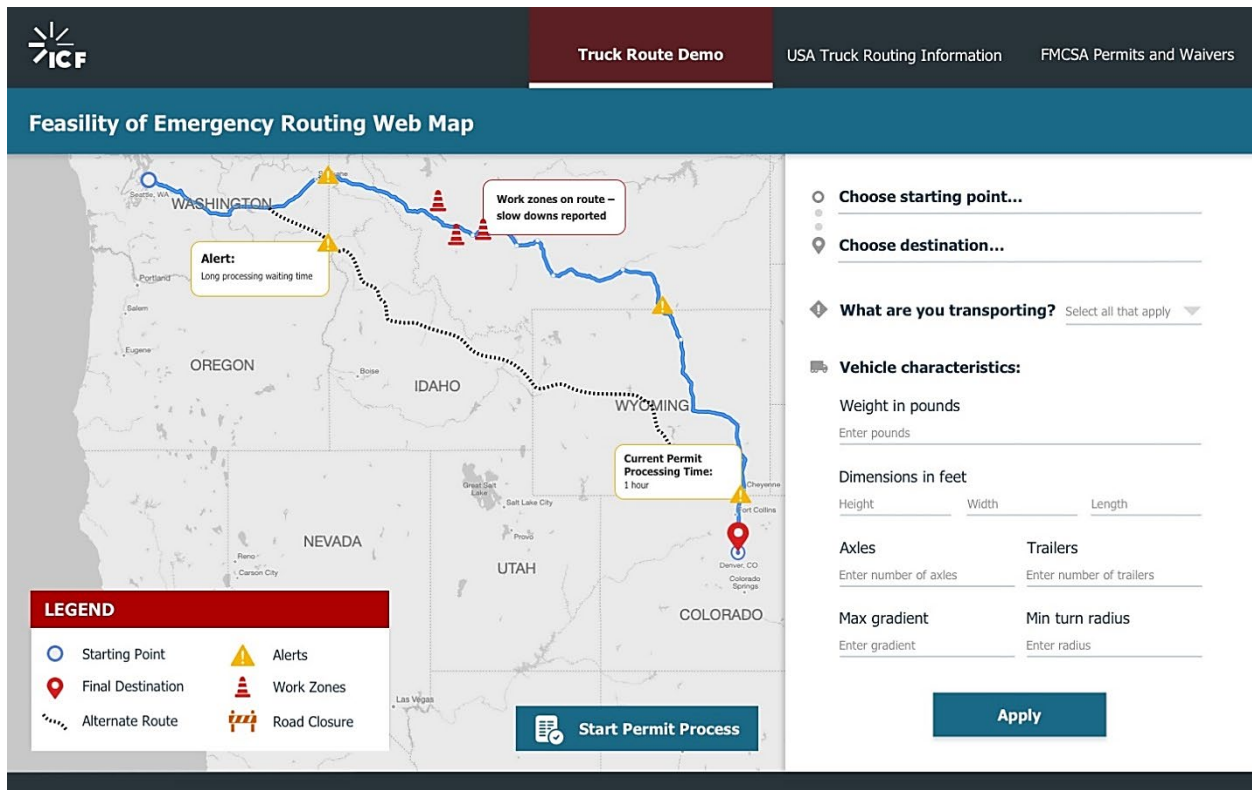 ICF
Truck Route Demo
USA Truck Routing Information
FMCSA Permits and Waivers
Feasility of Emergency Routing Web Map
Seattle, WA
WASHINGTON
Work zones on route –
slow downs reported
Alert:
Long processing waiting time
Portland
Salem
Eugene
OREGON
Boise
IDAHO
WYOMING
Current Permit
Processing Time:
1 hour
Cheyenne
Fort Collins
Great Salt
Lake
Salt Lake City
Provo
NEVADA
Reno
Carson City
UTAH
Denver, CO
Colorado
Springs
COLORADO
Las Vegas
LEGEND
Starting Point
Alerts
Final Destination
Work Zones
Alternate Route
Road Closure
Start Permit Process
Choose starting point...
Choose destination...
What are you transporting? Select all that apply
Vehicle characteristics:
Weight in pounds
Enter pounds
Dimensions in feet
Height Width Length
Axles Trailers
Enter number of axles Enter number of trailers
Max gradient Min turn radius
Enter gradient Enter radius
Apply